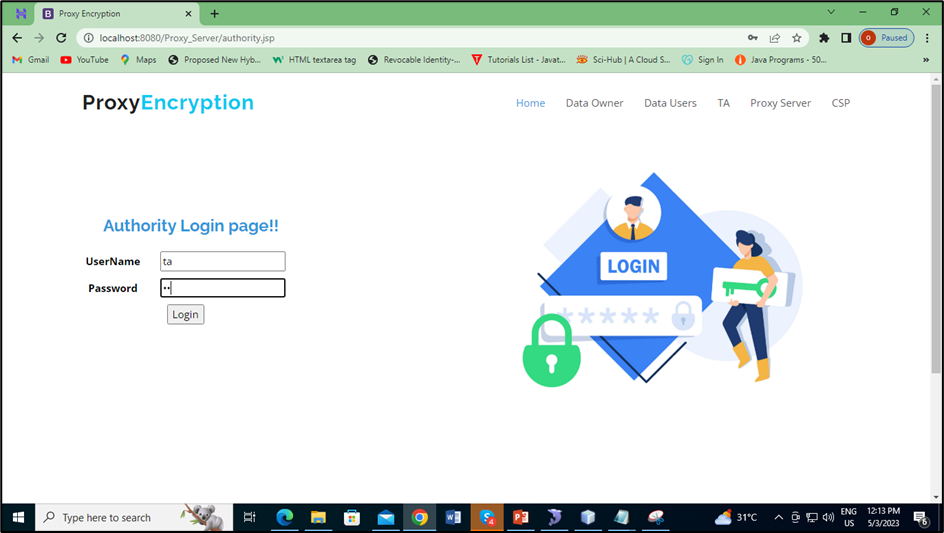 Proxy Encryption
localhost:8080/Proxy_Server/authority.jsp
Paused
Gmail YouTube Maps Proposed New Hyb... HTML textarea tag Revocable Identity-... Tutorials List - Javat... Sci-Hub | A Cloud S... Sign In Java Programs - 50... »
ProxyEncryption
Home Data Owner Data Users TA Proxy Server CSP
Authority Login page!!
UserName ta
Password ••
Login
LOGIN
*****
Type here to search
31°C
ENG
US
12:13 PM
5/3/2023
6